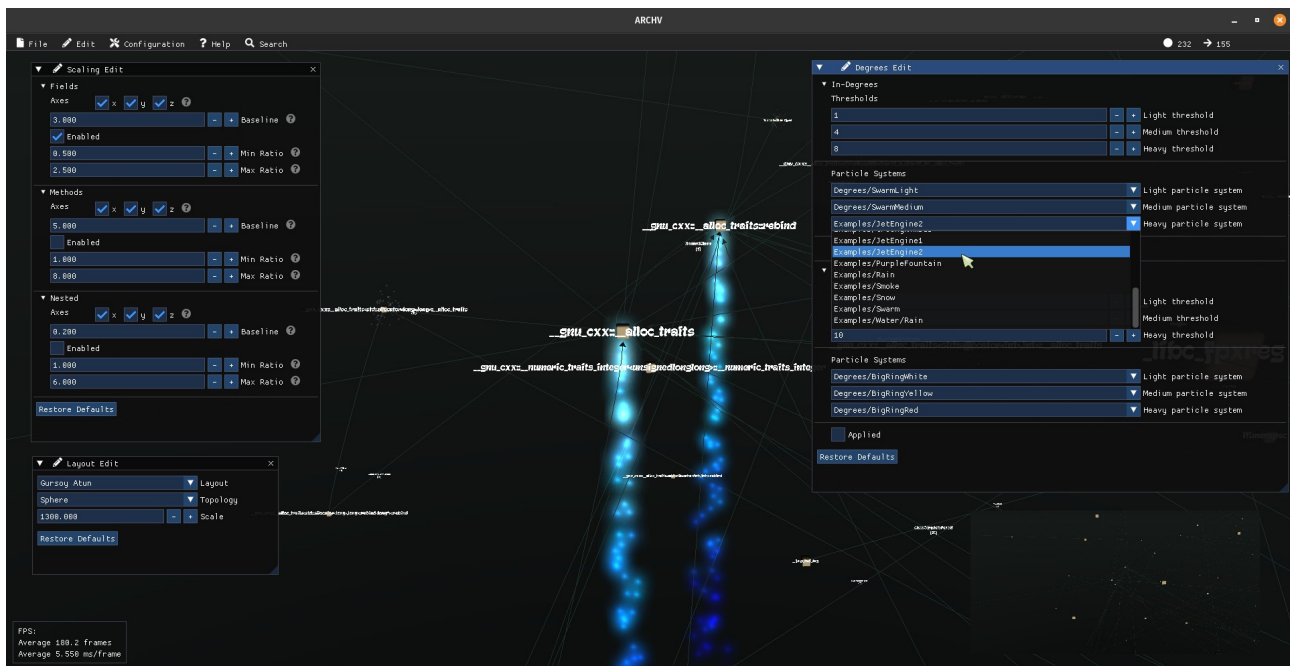 ARCHV
File Edit Configuration ? Help Search
232 155
Scaling Edit
Fields
Axes x y z
3.000 - + Baseline
Enabled
0.500 - + Min Ratio
2.500 - + Max Ratio
Methods
Axes x y z
5.000 - + Baseline
Enabled
1.000 - + Min Ratio
8.000 - + Max Ratio
Nested
Axes x y z
0.200 - + Baseline
Enabled
1.000 - + Min Ratio
6.000 - + Max Ratio
Restore Defaults
Layout Edit
Gursoy Atun Layout
Sphere Topology
1300.000 - + Scale
Restore Defaults
FPS:
Average 180.2 frames
Average 5.550 ms/frame
__gnu_cxx::__alloc_traits::rebind
__gnu_cxx::__alloc_traits
__gnu_cxx::__numeric_traits_integer<unsignedlonglong>::__numeric_traits_integ
Degrees Edit
In-Degrees
Thresholds
1 - + Light threshold
4 - + Medium threshold
8 - + Heavy threshold
Particle Systems
Degrees/SwarmLight Light particle system
Degrees/SwarmMedium Medium particle system
Examples/JetEngine2 Heavy particle system
Examples/JetEngine1
Examples/JetEngine2
Examples/PurpleFountain
Examples/Rain
Examples/Smoke
Examples/Snow
Examples/Swarm
Examples/Water/Rain
Light threshold
Medium threshold
10 - + Heavy threshold
Particle Systems
Degrees/BigRingWhite Light particle system
Degrees/BigRingYellow Medium particle system
Degrees/BigRingRed Heavy particle system
Applied
Restore Defaults
_libc_fpxreg